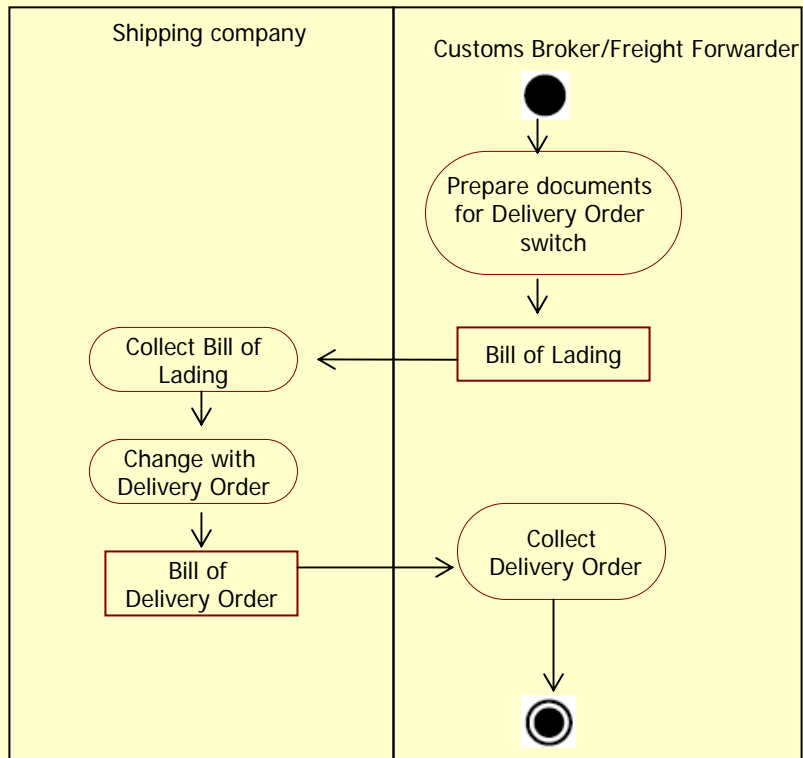 Shipping company
Customs Broker/Freight Forwarder
Prepare documents
for Delivery Order
switch
Bill of Lading
Collect Bill of
Lading
Change with
Delivery Order
Bill of
Delivery Order
Collect
Delivery Order